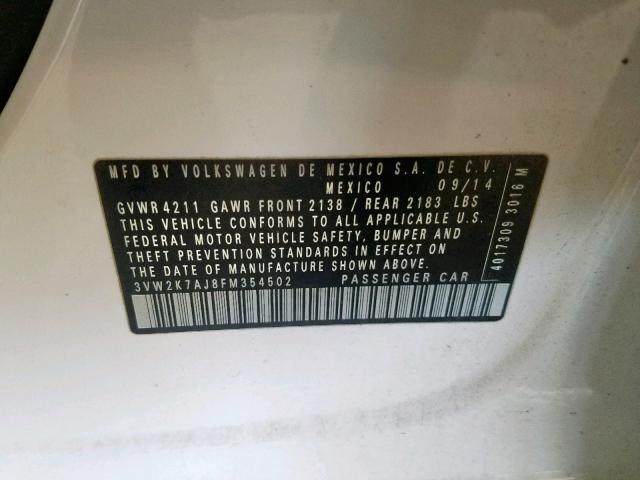 MFD BY VOLKSWAGEN DE MEXICO S.A. DE C.V.
MEXICO 09/14
GVWR 4211 GAWR FRONT 2138 / REAR 2183 LBS
THIS VEHICLE CONFORMS TO ALL APPLICABLE U.S.
FEDERAL MOTOR VEHICLE SAFETY, BUMPER AND
THEFT PREVENTION STANDARDS IN EFFECT ON
THE DATE OF MANUFACTURE SHOWN ABOVE.
3VW2K7AJ8FM354502 PASSENGER CAR
4017309 3016 M